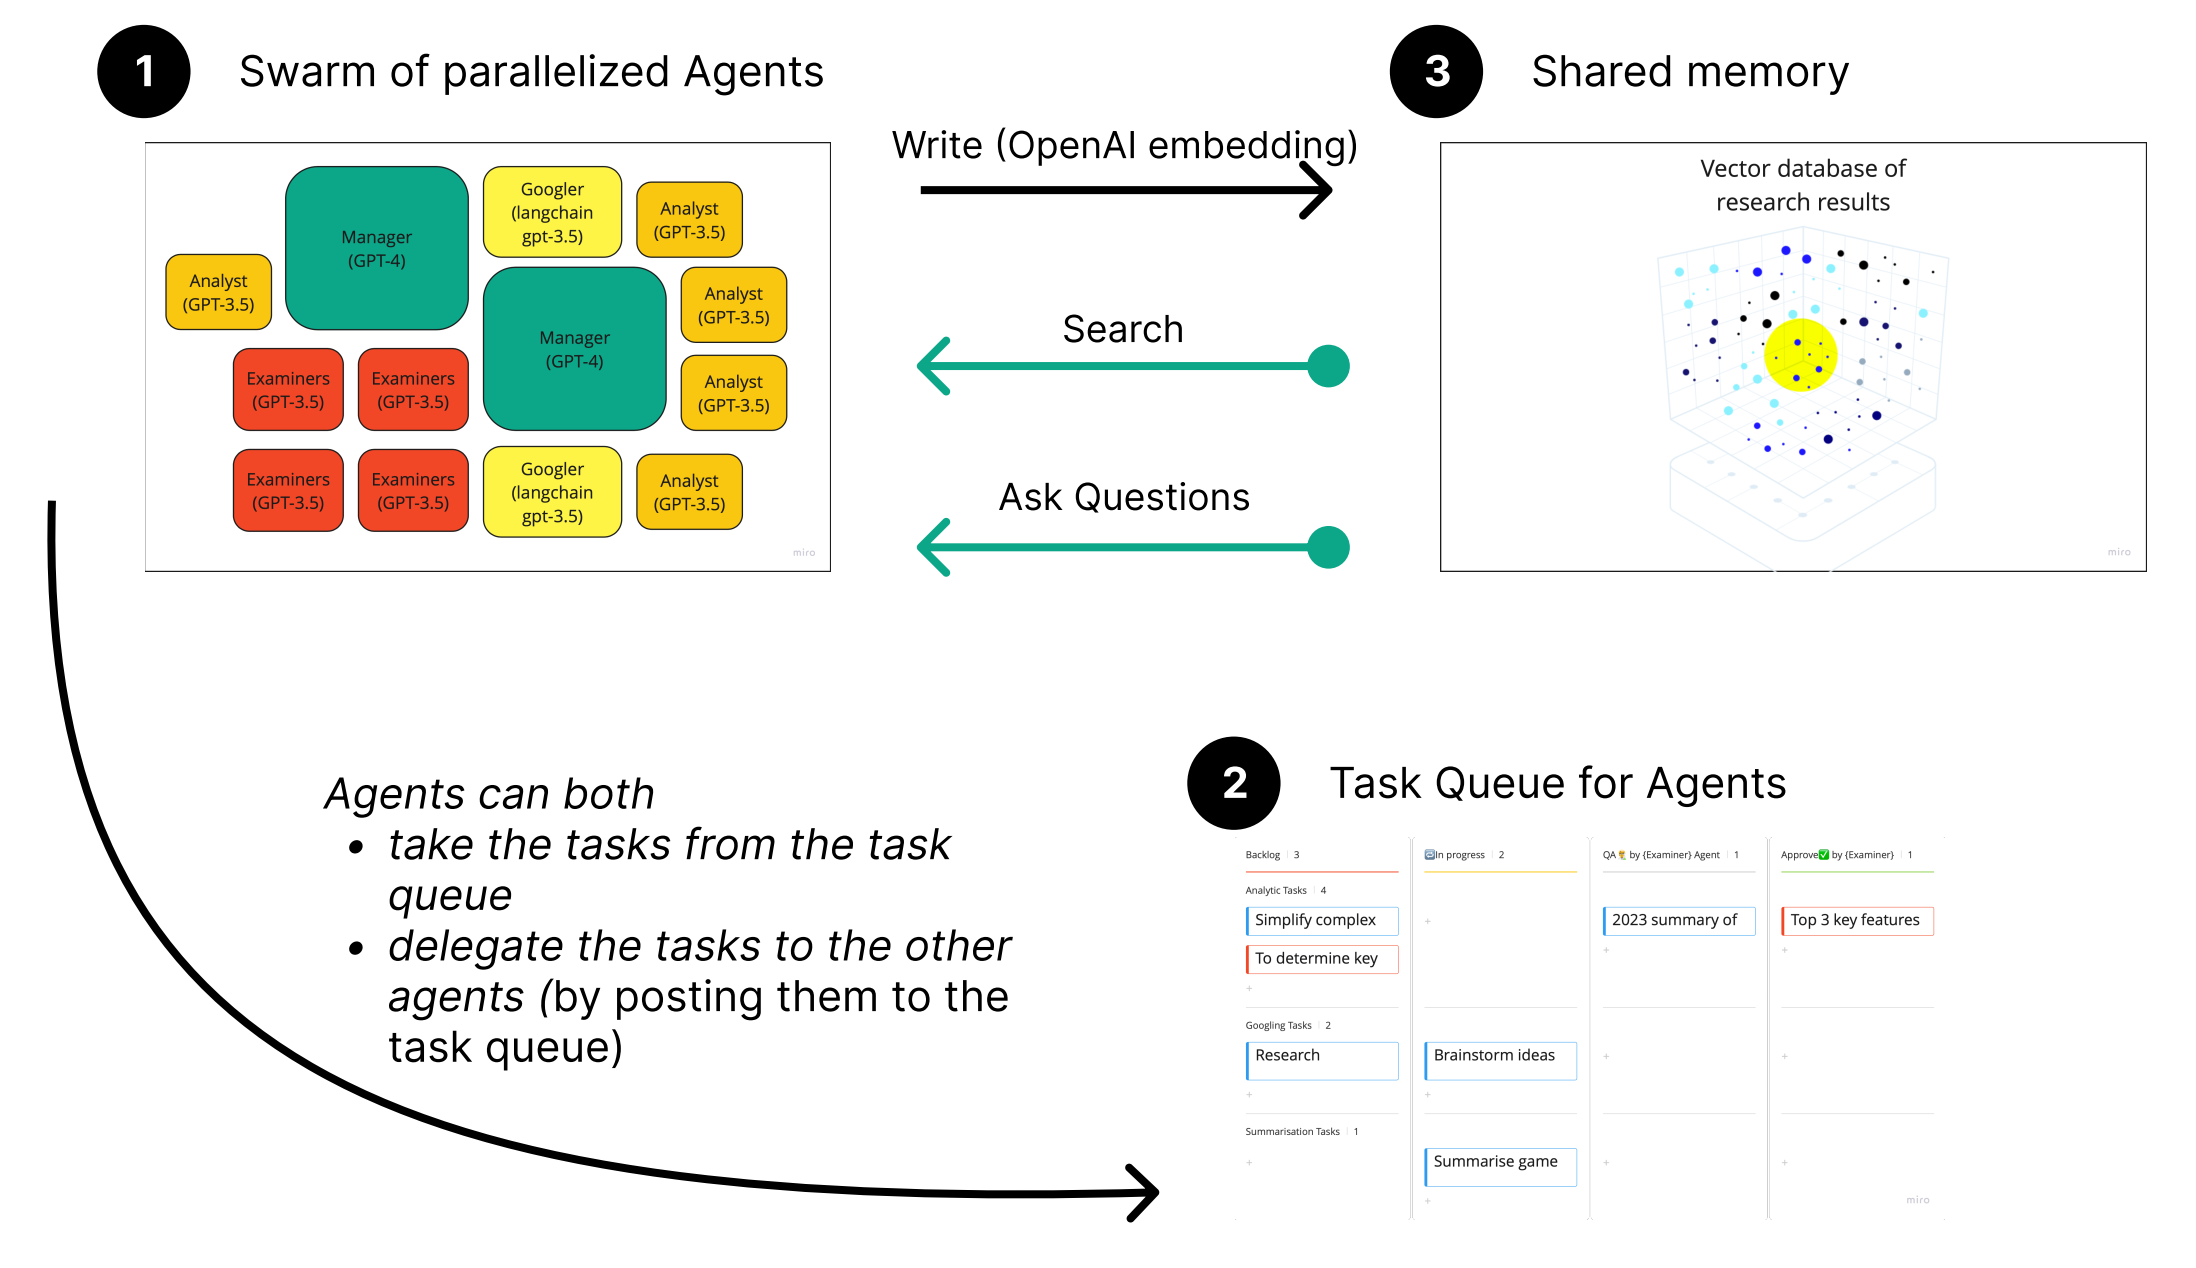 1
Swarm of parallelized Agents
Manager
(GPT-4)
Googler
(langchain
gpt-3.5)
Analyst
(GPT-3.5)
Analyst
(GPT-3.5)
Manager
(GPT-4)
Analyst
(GPT-3.5)
Examiners
(GPT-3.5)
Examiners
(GPT-3.5)
Analyst
(GPT-3.5)
Examiners
(GPT-3.5)
Examiners
(GPT-3.5)
Googler
(langchain
gpt-3.5)
Analyst
(GPT-3.5)
miro
Write (OpenAI embedding)
Search
Ask Questions
3
Shared memory
Vector database of
research results
miro
Agents can both
• take the tasks from the task
queue
• delegate the tasks to the other
agents (by posting them to the
task queue)
2
Task Queue for Agents
Backlog 3
In progress 2
QA by {Examiner} Agent 1
Approve✅ by {Examiner} 1
Analytic Tasks 4
Simplify complex
2023 summary of
Top 3 key features
To determine key
Googling Tasks 2
Research
Brainstorm ideas
Summarisation Tasks 1
Summarise game
miro